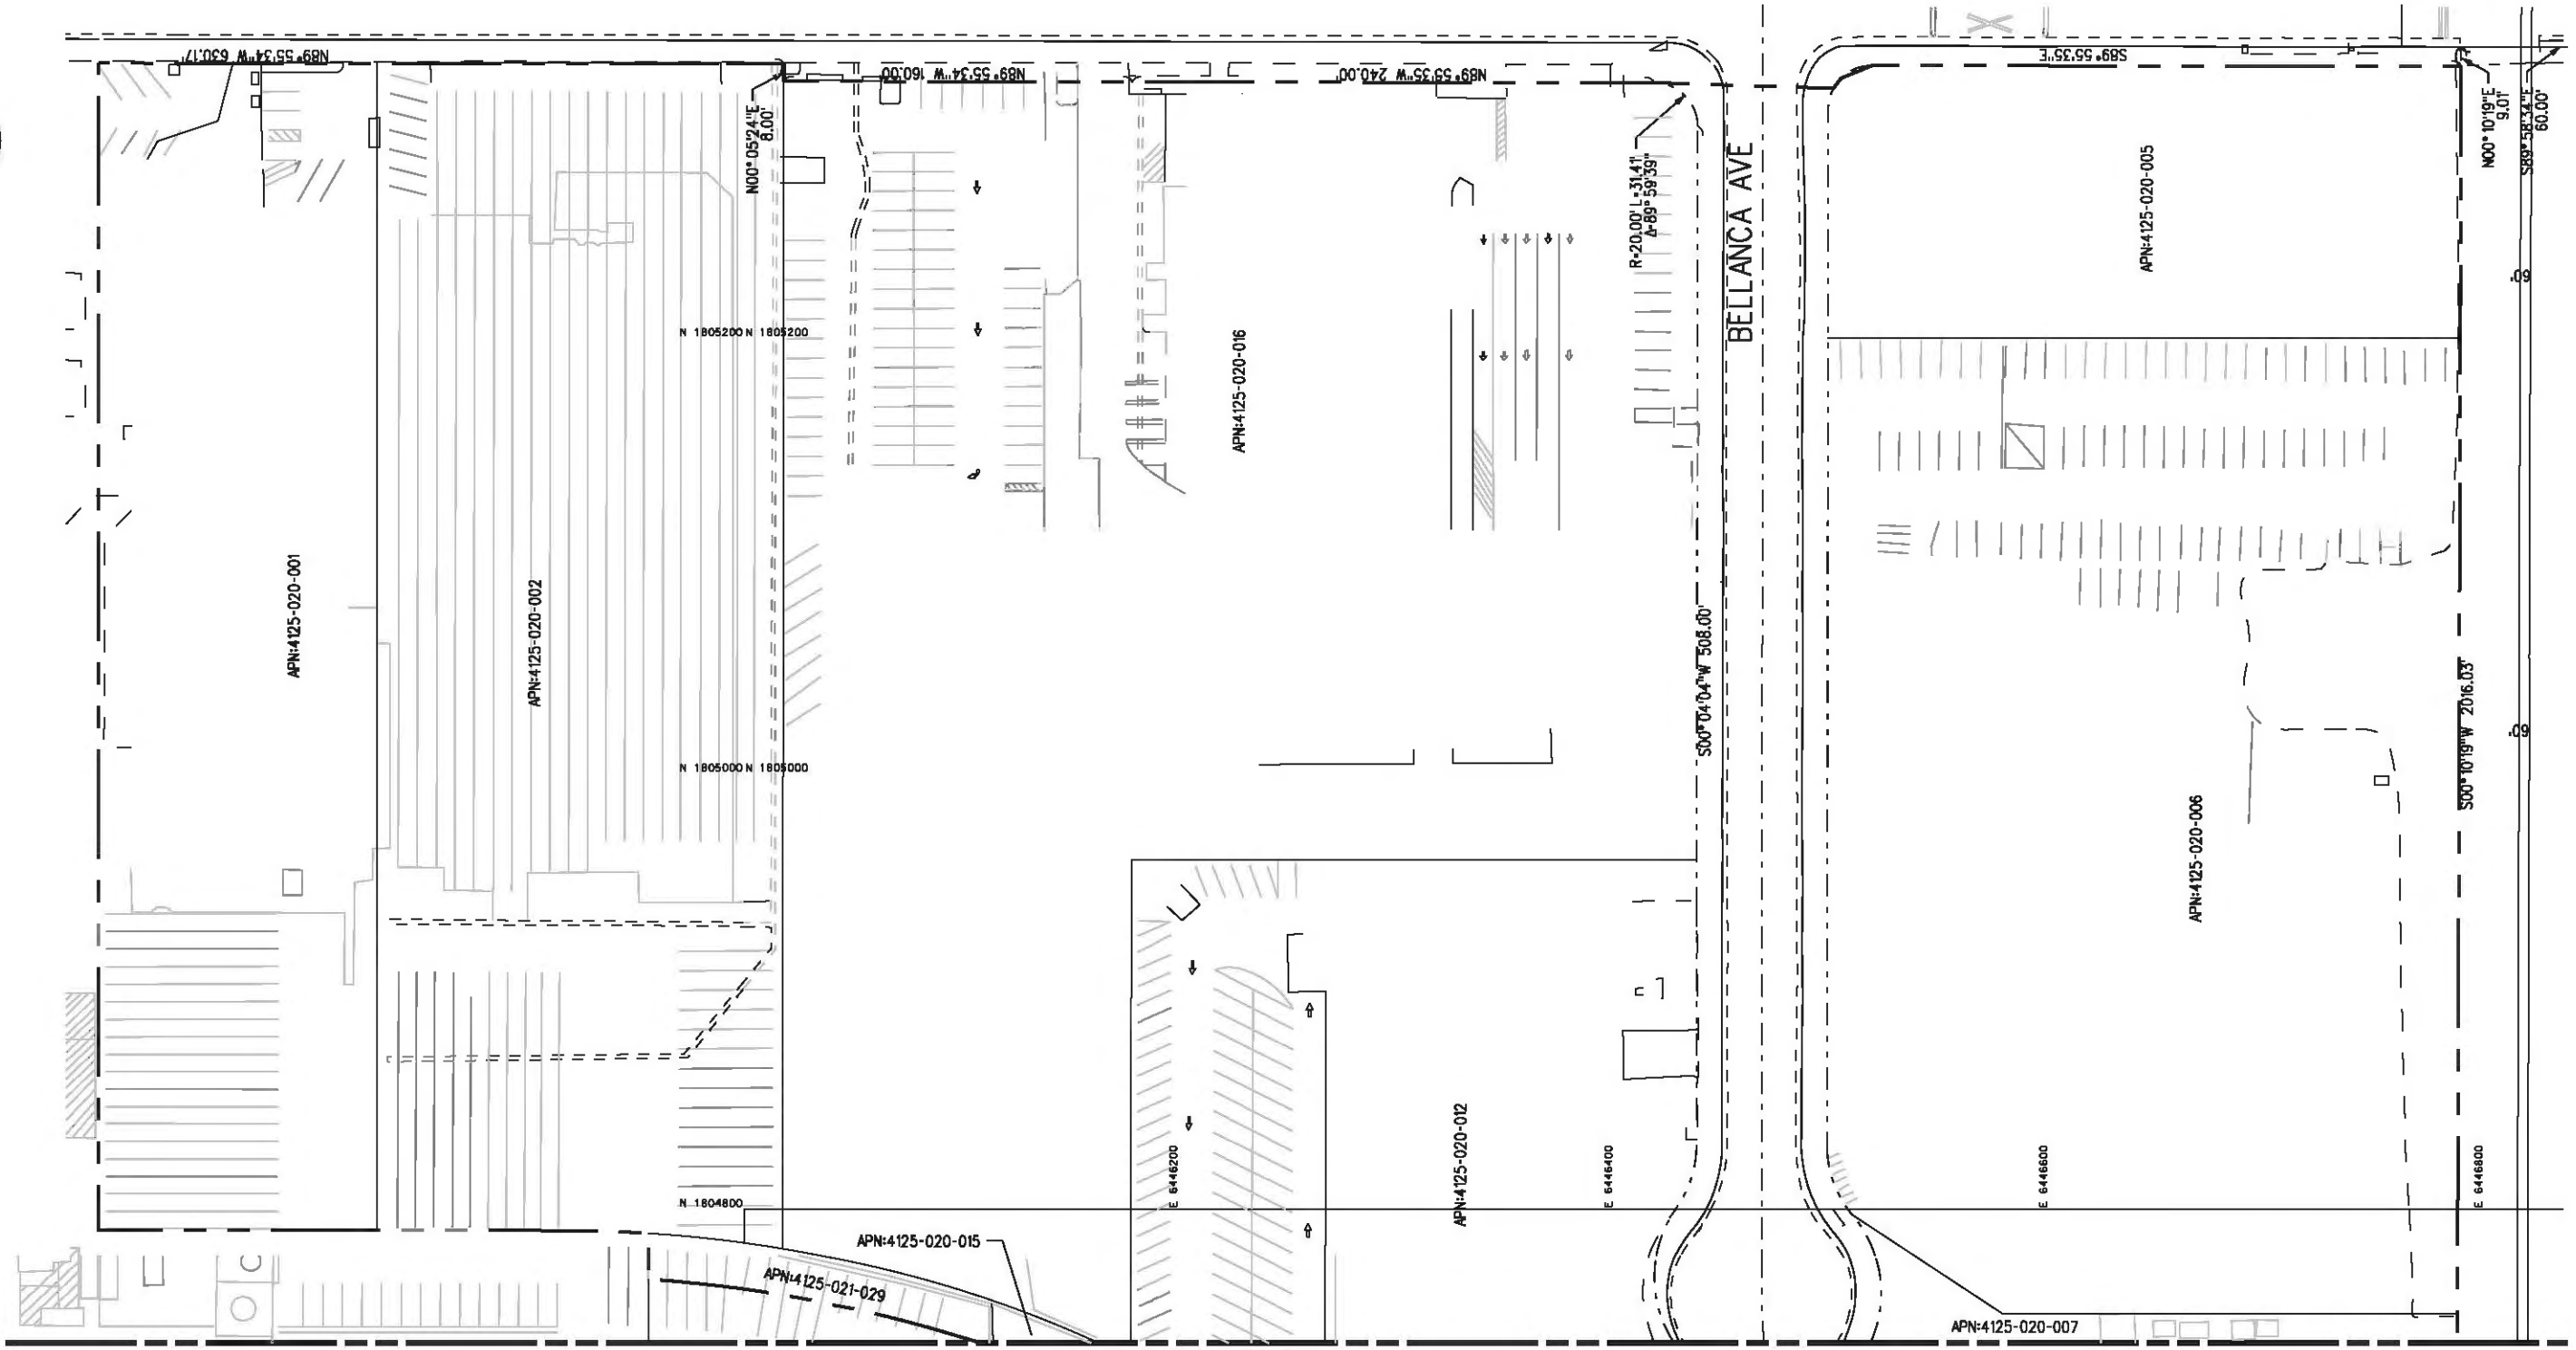 N89°55'34"W 630.17'
N89°55'34"W 160.00'
N89°55'35"W 240.00'
S89°55'35"E
N00°05'24"E
8.00'
R=20.00' L=31.41'
Δ=89°59'39"
BELLANCA AVE
APN:4125-020-005
N00°10'19"E
9.01'
S89°58'34"E
60.00'
60'
N 1805200 N 1805200
APN:4125-020-016
APN:4125-020-001
APN:4125-020-002
S00°04'04"W 508.00'
S00°10'19"W 2016.03'
60'
N 1805000 N 1805000
APN:4125-020-006
APN:4125-020-012
E 6446200
E 6446400
E 6446600
E 6446800
N 1804800
APN:4125-020-015
APN:4125-021-029
APN:4125-020-007